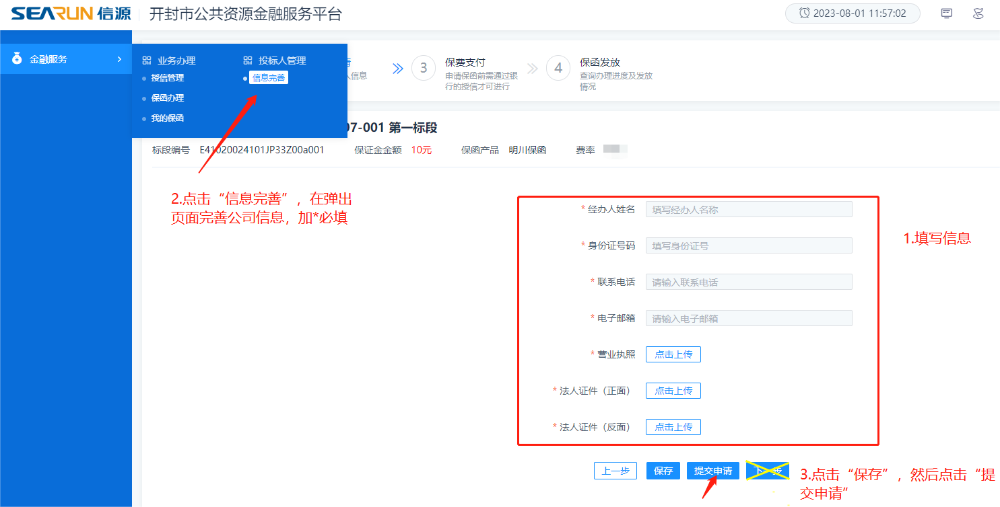 SEARUN 信源
开封市公共资源金融服务平台
2023-08-01 11:57:02
金融服务
业务办理
投标人管理
授信管理
信息完善
保函办理
我的保函
信息
3
保费支付
申请保函前需通过银
行的授信才可进行
4
保函发放
查询办理进度及发放
情况
07-001 第一标段
标段编号 E41020024101JP33Z00a001 保证金金额 10元 保函产品 明川保函 费率
2.点击“信息完善”，在弹出
页面完善公司信息，加*必填
* 经办人姓名 填写经办人名称
* 身份证号码 填写身份证号
* 联系电话 请输入联系电话
* 电子邮箱 请输入电子邮箱
* 营业执照 点击上传
* 法人证件（正面） 点击上传
* 法人证件（反面） 点击上传
1.填写信息
上一步 保存 提交申请 下一步
3.点击“保存”，然后点击“提
交申请”